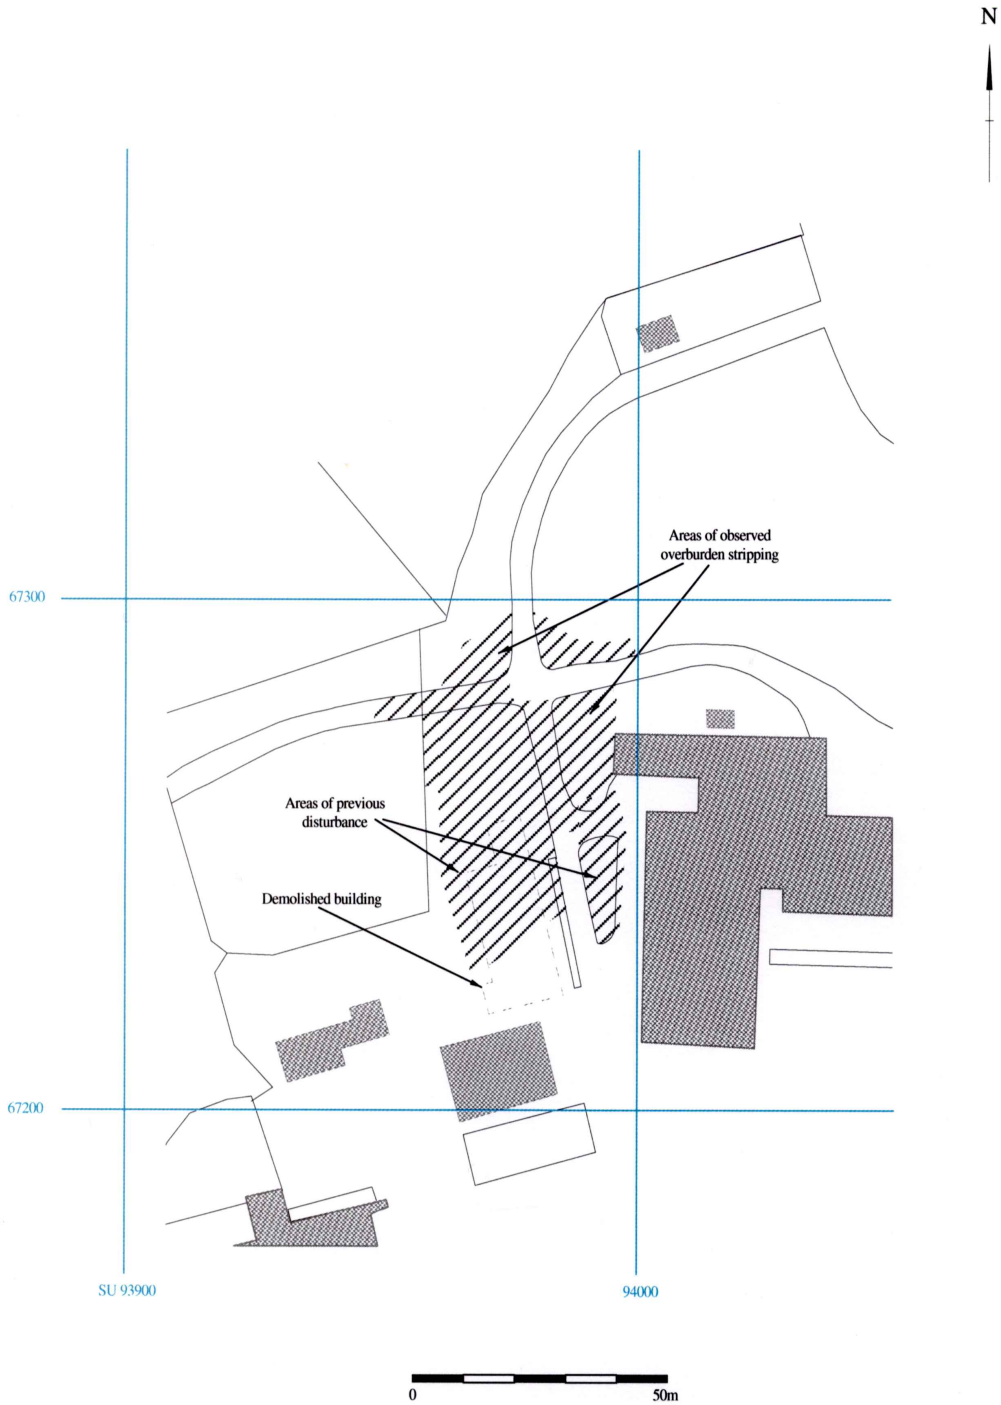 N
Areas of observed
overburden stripping
67300
Areas of previous
disturbance
Demolished building
67200
SU 93900
94000
0
50m